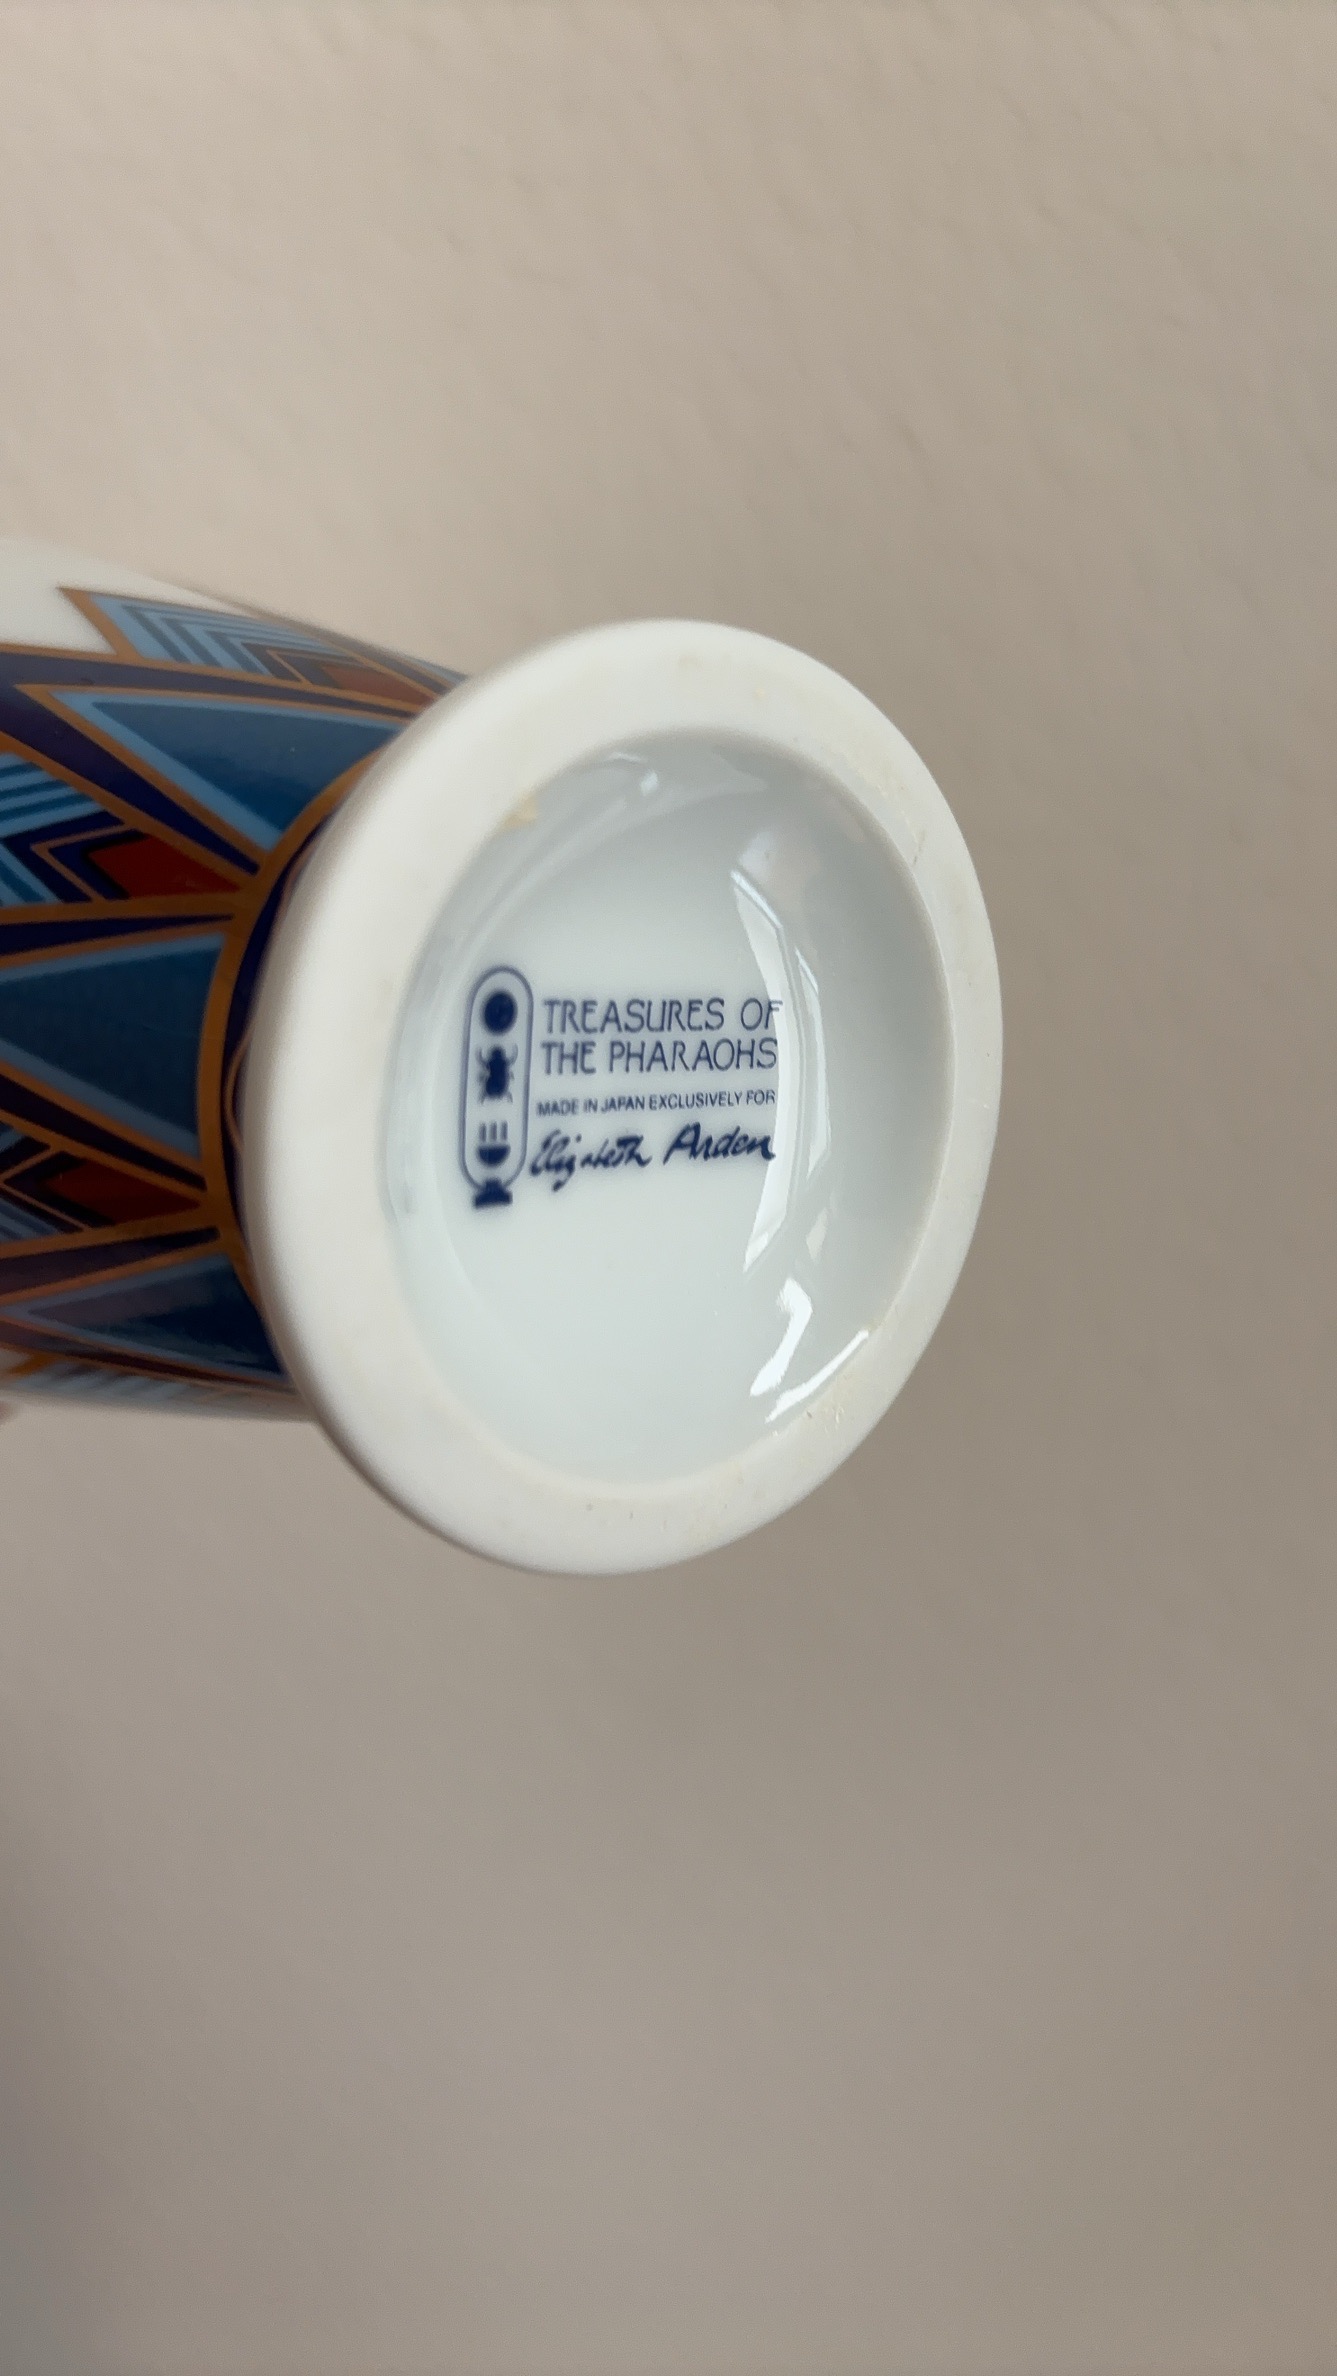 TREASURES OF
THE PHARAOHS
MADE IN JAPAN EXCLUSIVELY FOR
Elizabeth Arden